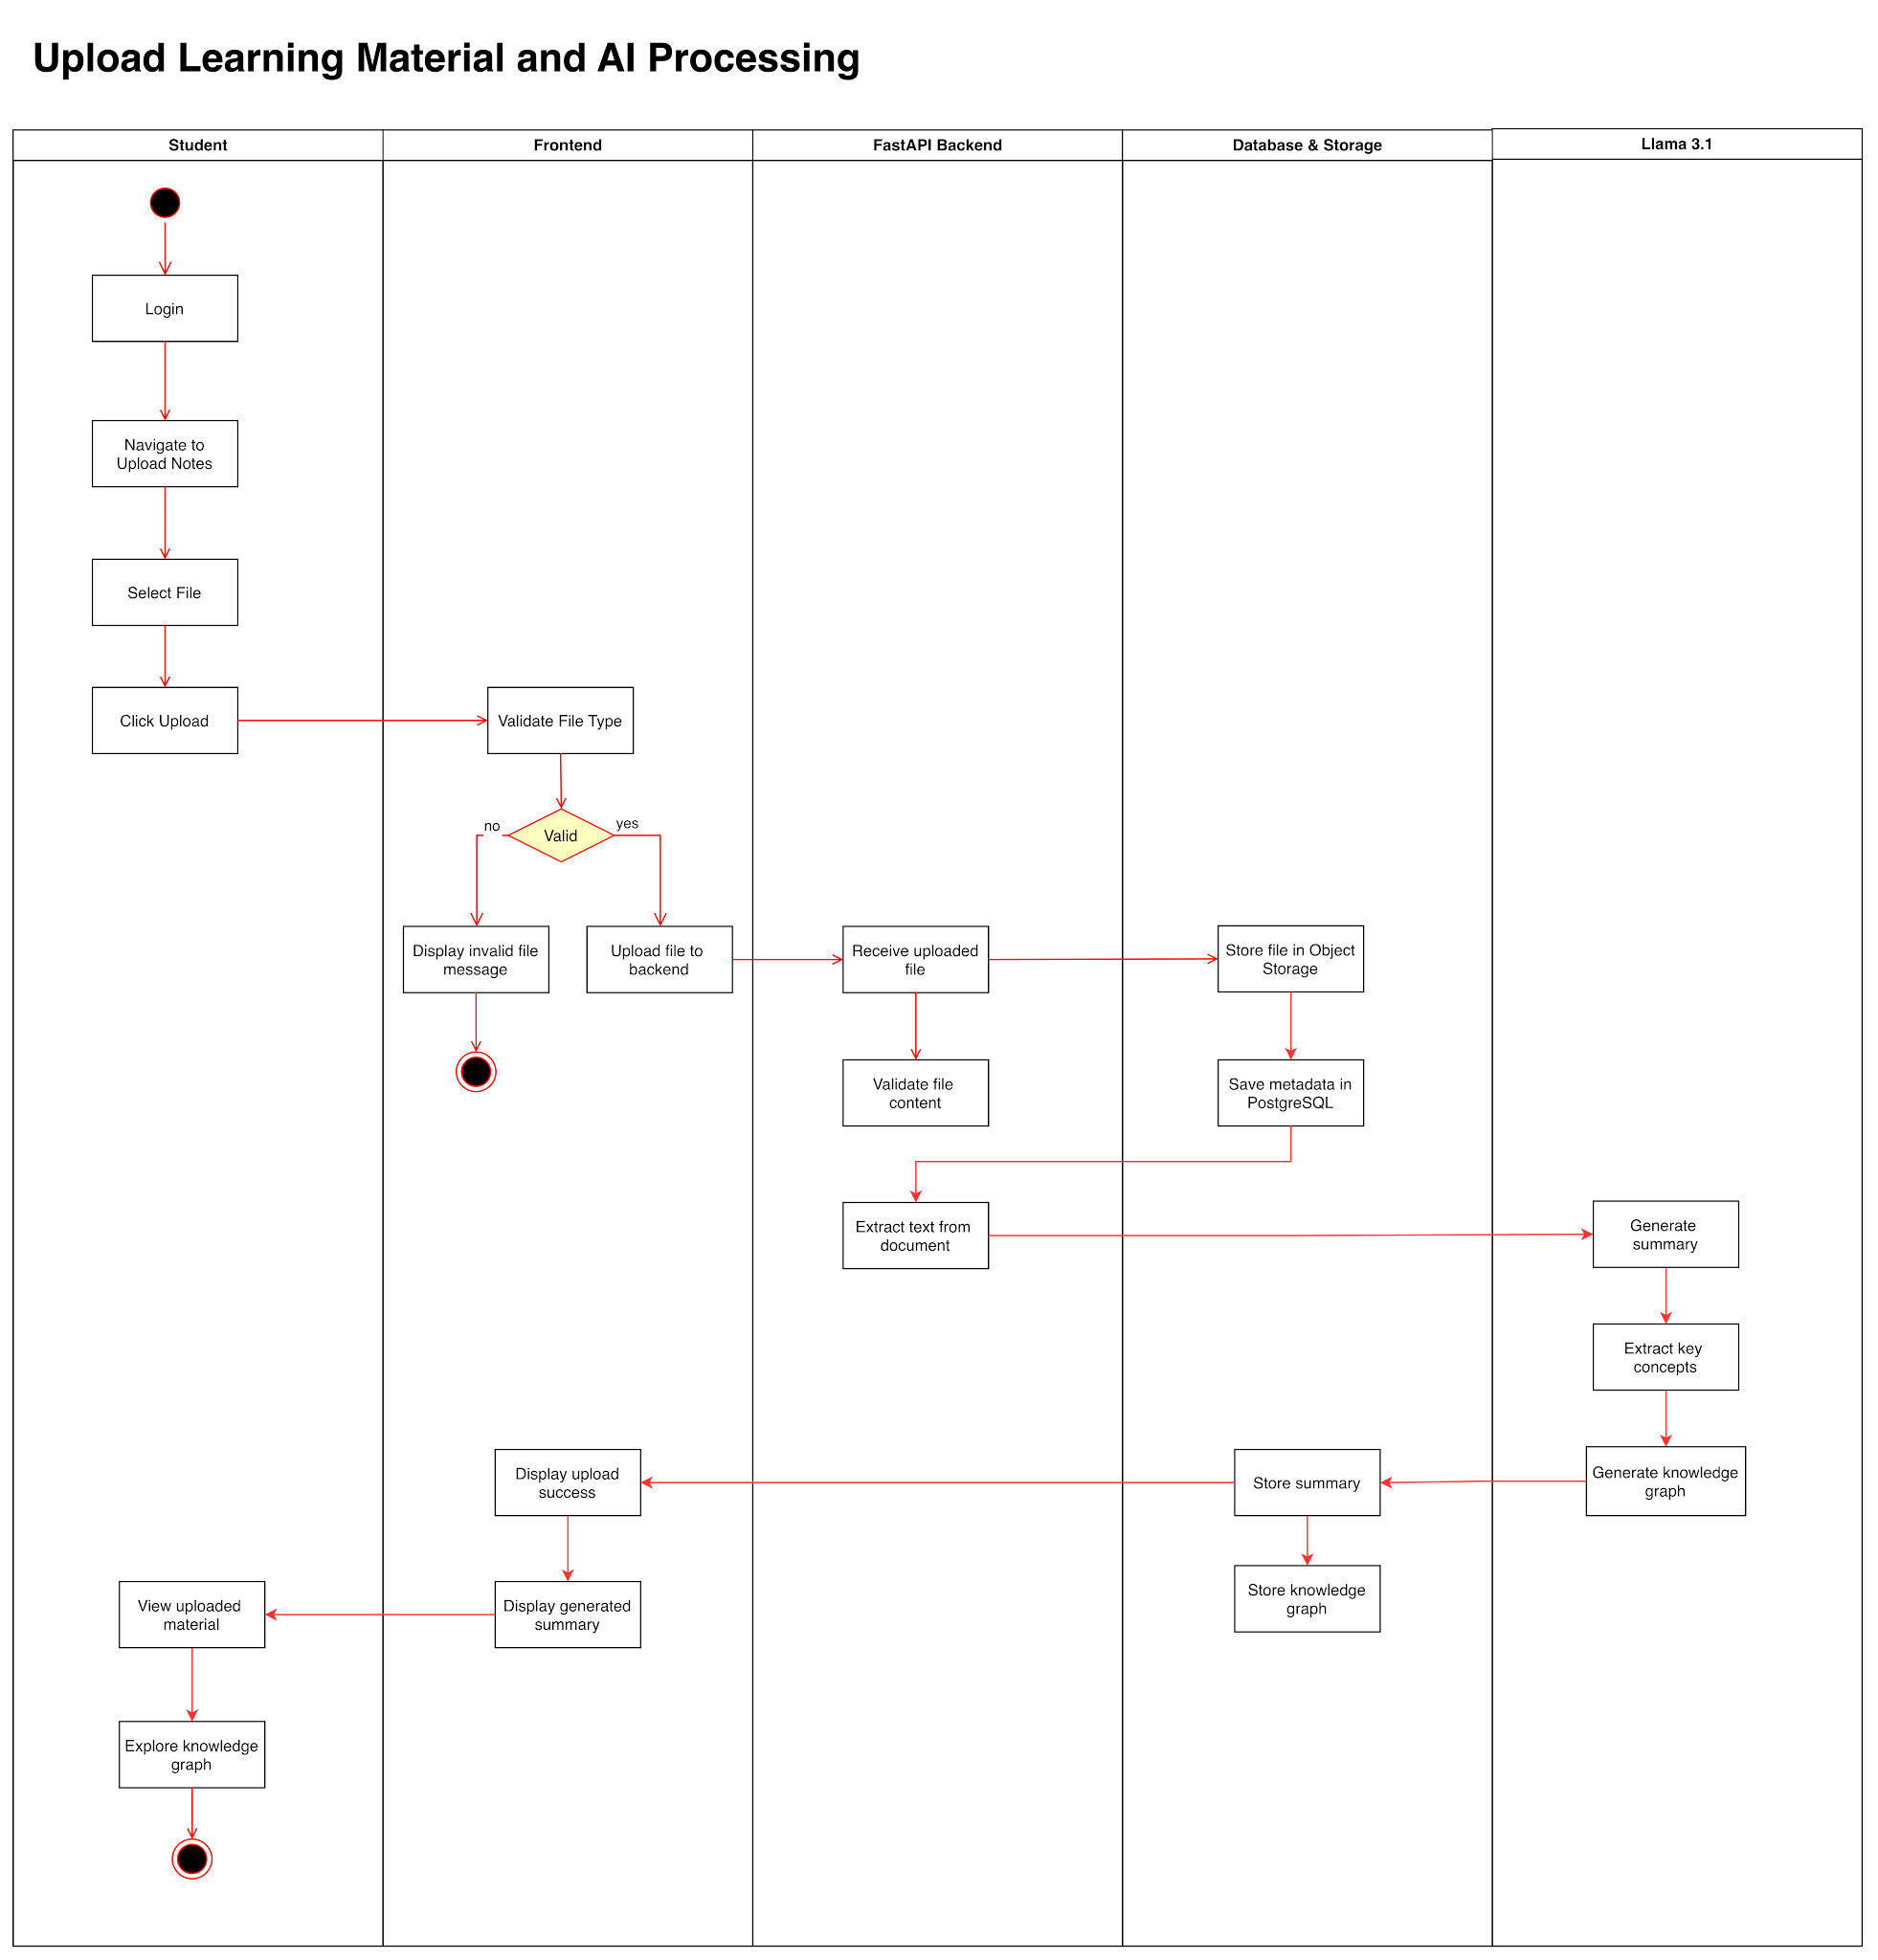 Upload Learning Material and AI Processing
Student
Frontend
FastAPI Backend
Database & Storage
Llama 3.1
Login
Navigate to
Upload Notes
Select File
Click Upload
Validate File Type
no
Valid
yes
Display invalid file
message
Upload file to
backend
Receive uploaded
file
Store file in Object
Storage
Validate file
content
Save metadata in
PostgreSQL
Extract text from
document
Generate
summary
Extract key
concepts
Display upload
success
Store summary
Generate knowledge
graph
View uploaded
material
Display generated
summary
Store knowledge
graph
Explore knowledge
graph